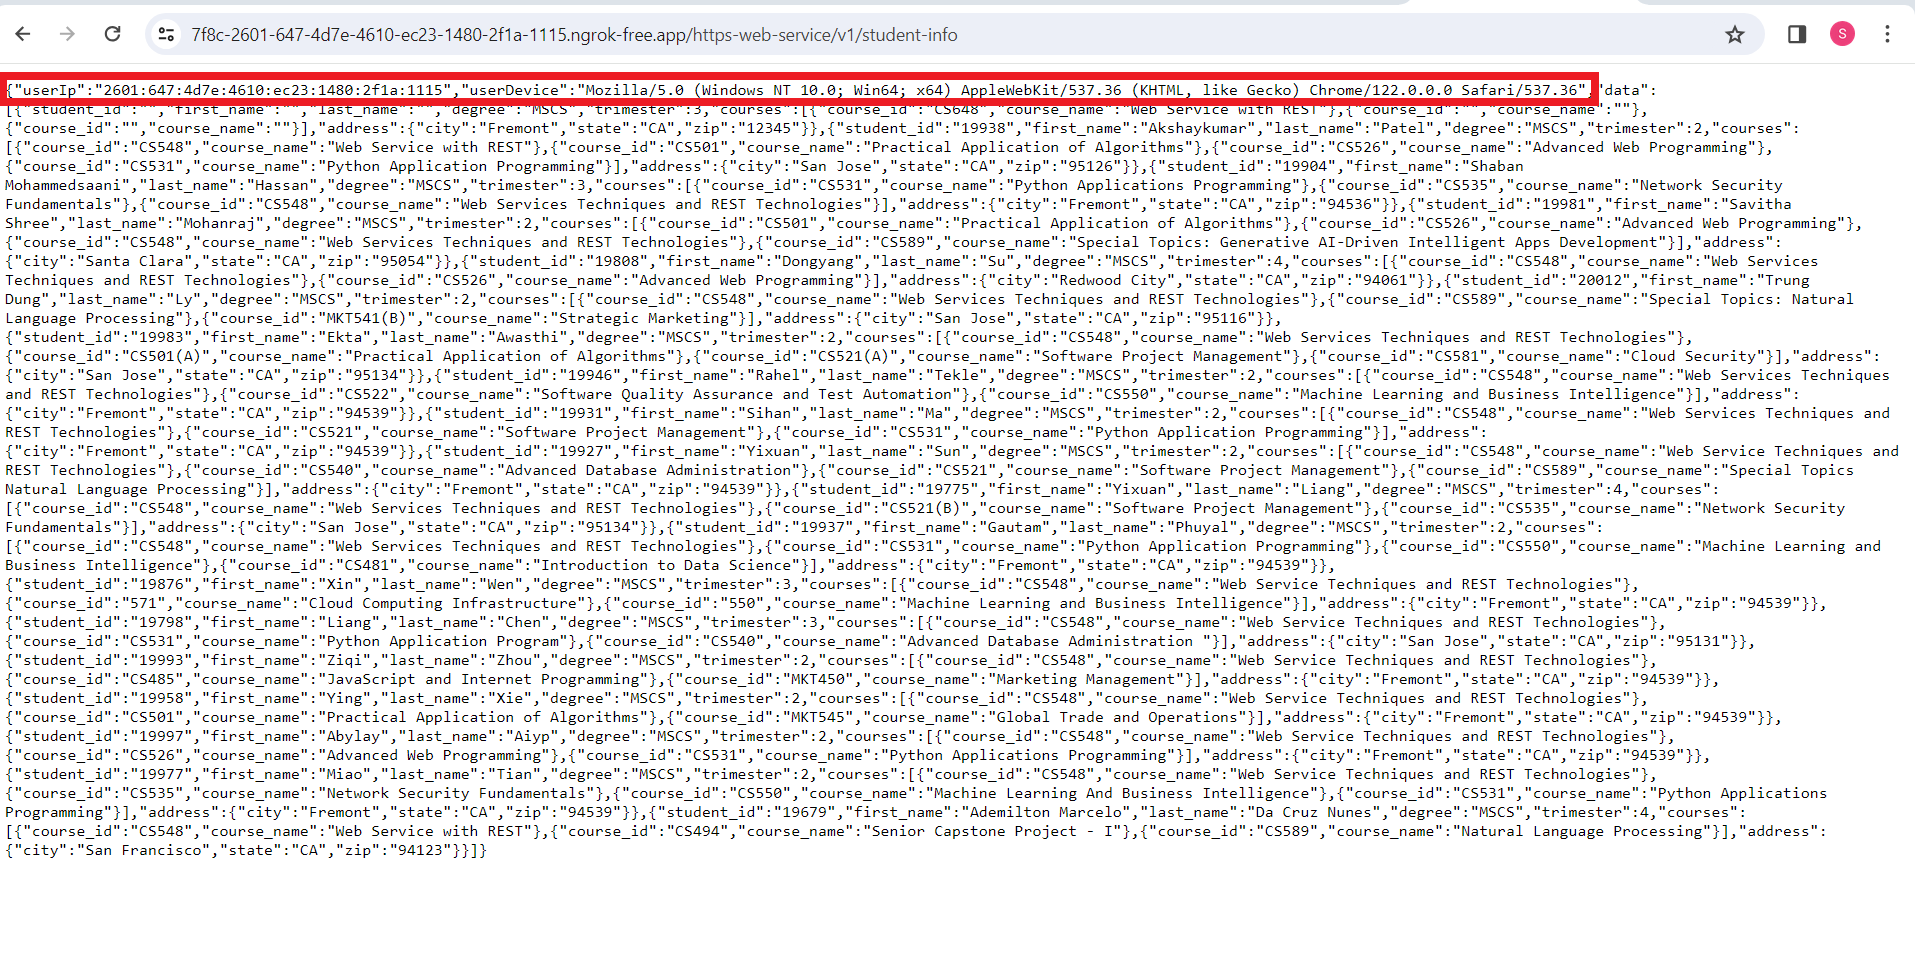 7f8c-2601-647-4d7e-4610-ec23-1480-2f1a-1115.ngrok-free.app/https-web-service/v1/student-info
S
{"userIp":"2601:647:4d7e:4610:ec23:1480:2f1a:1115","userDevice":"Mozilla/5.0 (Windows NT 10.0; Win64; x64) AppleWebKit/537.36 (KHTML, like Gecko) Chrome/122.0.0.0 Safari/537.36","data":
[{"student_id":"","first_name":"","last_name":"","degree":"MSCS","trimester":3,"courses":[{"course_id":"CS648","course_name":"Web Service with REST"},{"course_id":"","course_name":""},
{"course_id":"","course_name":""}],"address":{"city":"Fremont","state":"CA","zip":"12345"}},{"student_id":"19938","first_name":"Akshaykumar","last_name":"Patel","degree":"MSCS","trimester":2,"courses":
[{"course_id":"CS548","course_name":"Web Service with REST"},{"course_id":"CS501","course_name":"Practical Application of Algorithms"},{"course_id":"CS526","course_name":"Advanced Web Programming"},
{"course_id":"CS531","course_name":"Python Application Programming"}],"address":{"city":"San Jose","state":"CA","zip":"95126"}},{"student_id":"19904","first_name":"Shaban
Mohammedsaani","last_name":"Hassan","degree":"MSCS","trimester":3,"courses":[{"course_id":"CS531","course_name":"Python Applications Programming"},{"course_id":"CS535","course_name":"Network Security
Fundamentals"},{"course_id":"CS548","course_name":"Web Services Techniques and REST Technologies"}],"address":{"city":"Fremont","state":"CA","zip":"94536"}},{"student_id":"19981","first_name":"Savitha
Shree","last_name":"Mohanraj","degree":"MSCS","trimester":2,"courses":[{"course_id":"CS501","course_name":"Practical Application of Algorithms"},{"course_id":"CS526","course_name":"Advanced Web Programming"},
{"course_id":"CS548","course_name":"Web Services Techniques and REST Technologies"},{"course_id":"CS589","course_name":"Special Topics: Generative AI-Driven Intelligent Apps Development"}],"address":
{"city":"Santa Clara","state":"CA","zip":"95054"}},{"student_id":"19808","first_name":"Dongyang","last_name":"Su","degree":"MSCS","trimester":4,"courses":[{"course_id":"CS548","course_name":"Web Services
Techniques and REST Technologies"},{"course_id":"CS526","course_name":"Advanced Web Programming"}],"address":{"city":"Redwood City","state":"CA","zip":"94061"}},{"student_id":"20012","first_name":"Trung
Dung","last_name":"Ly","degree":"MSCS","trimester":2,"courses":[{"course_id":"CS548","course_name":"Web Services Techniques and REST Technologies"},{"course_id":"CS589","course_name":"Special Topics: Natural
Language Processing"},{"course_id":"MKT541(B)","course_name":"Strategic Marketing"}],"address":{"city":"San Jose","state":"CA","zip":"95116"}},
{"student_id":"19983","first_name":"Ekta","last_name":"Awasthi","degree":"MSCS","trimester":2,"courses":[{"course_id":"CS548","course_name":"Web Services Techniques and REST Technologies"},
{"course_id":"CS501(A)","course_name":"Practical Application of Algorithms"},{"course_id":"CS521(A)","course_name":"Software Project Management"},{"course_id":"CS581","course_name":"Cloud Security"}],"address":
{"city":"San Jose","state":"CA","zip":"95134"}},{"student_id":"19946","first_name":"Rahel","last_name":"Tekle","degree":"MSCS","trimester":2,"courses":[{"course_id":"CS548","course_name":"Web Services Techniques
and REST Technologies"},{"course_id":"CS522","course_name":"Software Quality Assurance and Test Automation"},{"course_id":"CS550","course_name":"Machine Learning and Business Intelligence"}],"address":
{"city":"Fremont","state":"CA","zip":"94539"}},{"student_id":"19931","first_name":"Sihan","last_name":"Ma","degree":"MSCS","trimester":2,"courses":[{"course_id":"CS548","course_name":"Web Services Techniques and
REST Technologies"},{"course_id":"CS521","course_name":"Software Project Management"},{"course_id":"CS531","course_name":"Python Application Programming"}],"address":
{"city":"Fremont","state":"CA","zip":"94539"}},{"student_id":"19927","first_name":"Yixuan","last_name":"Sun","degree":"MSCS","trimester":2,"courses":[{"course_id":"CS548","course_name":"Web Service Techniques and
REST Technologies"},{"course_id":"CS540","course_name":"Advanced Database Administration"},{"course_id":"CS521","course_name":"Software Project Management"},{"course_id":"CS589","course_name":"Special Topics
Natural Language Processing"}],"address":{"city":"Fremont","state":"CA","zip":"94539"}},{"student_id":"19775","first_name":"Yixuan","last_name":"Liang","degree":"MSCS","trimester":4,"courses":
[{"course_id":"CS548","course_name":"Web Services Techniques and REST Technologies"},{"course_id":"CS521(B)","course_name":"Software Project Management"},{"course_id":"CS535","course_name":"Network Security
Fundamentals"}],"address":{"city":"San Jose","state":"CA","zip":"95134"}},{"student_id":"19937","first_name":"Gautam","last_name":"Phuyal","degree":"MSCS","trimester":2,"courses":
[{"course_id":"CS548","course_name":"Web Services Techniques and REST Technologies"},{"course_id":"CS531","course_name":"Python Application Programming"},{"course_id":"CS550","course_name":"Machine Learning and
Business Intelligence"},{"course_id":"CS481","course_name":"Introduction to Data Science"}],"address":{"city":"Fremont","state":"CA","zip":"94539"}},
{"student_id":"19876","first_name":"Xin","last_name":"Wen","degree":"MSCS","trimester":3,"courses":[{"course_id":"CS548","course_name":"Web Service Techniques and REST Technologies"},
{"course_id":"571","course_name":"Cloud Computing Infrastructure"},{"course_id":"550","course_name":"Machine Learning and Business Intelligence"}],"address":{"city":"Fremont","state":"CA","zip":"94539"}},
{"student_id":"19798","first_name":"Liang","last_name":"Chen","degree":"MSCS","trimester":3,"courses":[{"course_id":"CS548","course_name":"Web Service Techniques and REST Technologies"},
{"course_id":"CS531","course_name":"Python Application Program"},{"course_id":"CS540","course_name":"Advanced Database Administration "}],"address":{"city":"San Jose","state":"CA","zip":"95131"}},
{"student_id":"19993","first_name":"Ziqi","last_name":"Zhou","degree":"MSCS","trimester":2,"courses":[{"course_id":"CS548","course_name":"Web Service Techniques and REST Technologies"},
{"course_id":"CS485","course_name":"JavaScript and Internet Programming"},{"course_id":"MKT450","course_name":"Marketing Management"}],"address":{"city":"Fremont","state":"CA","zip":"94539"}},
{"student_id":"19958","first_name":"Ying","last_name":"Xie","degree":"MSCS","trimester":2,"courses":[{"course_id":"CS548","course_name":"Web Service Techniques and REST Technologies"},
{"course_id":"CS501","course_name":"Practical Application of Algorithms"},{"course_id":"MKT545","course_name":"Global Trade and Operations"}],"address":{"city":"Fremont","state":"CA","zip":"94539"}},
{"student_id":"19997","first_name":"Abylay","last_name":"Aiyp","degree":"MSCS","trimester":2,"courses":[{"course_id":"CS548","course_name":"Web Service Techniques and REST Technologies"},
{"course_id":"CS526","course_name":"Advanced Web Programming"},{"course_id":"CS531","course_name":"Python Applications Programming"}],"address":{"city":"Fremont","state":"CA","zip":"94539"}},
{"student_id":"19977","first_name":"Miao","last_name":"Tian","degree":"MSCS","trimester":2,"courses":[{"course_id":"CS548","course_name":"Web Service Techniques and REST Technologies"},
{"course_id":"CS535","course_name":"Network Security Fundamentals"},{"course_id":"CS550","course_name":"Machine Learning And Business Intelligence"},{"course_id":"CS531","course_name":"Python Applications
Programming"}],"address":{"city":"Fremont","state":"CA","zip":"94539"}},{"student_id":"19679","first_name":"Ademilton Marcelo","last_name":"Da Cruz Nunes","degree":"MSCS","trimester":4,"courses":
[{"course_id":"CS548","course_name":"Web Service with REST"},{"course_id":"CS494","course_name":"Senior Capstone Project - I"},{"course_id":"CS589","course_name":"Natural Language Processing"}],"address":
{"city":"San Francisco","state":"CA","zip":"94123"}}]}